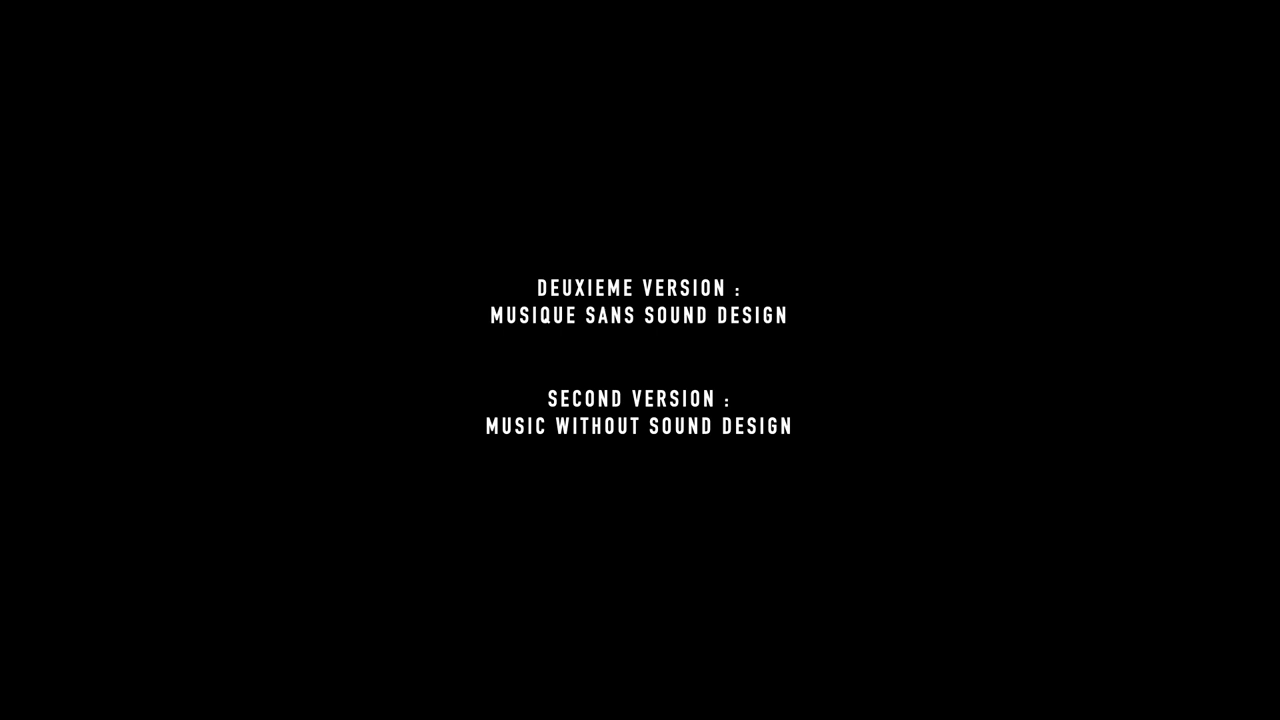 DEUXIEME VERSION :
MUSIQUE SANS SOUND DESIGN
SECOND VERSION :
MUSIC WITHOUT SOUND DESIGN